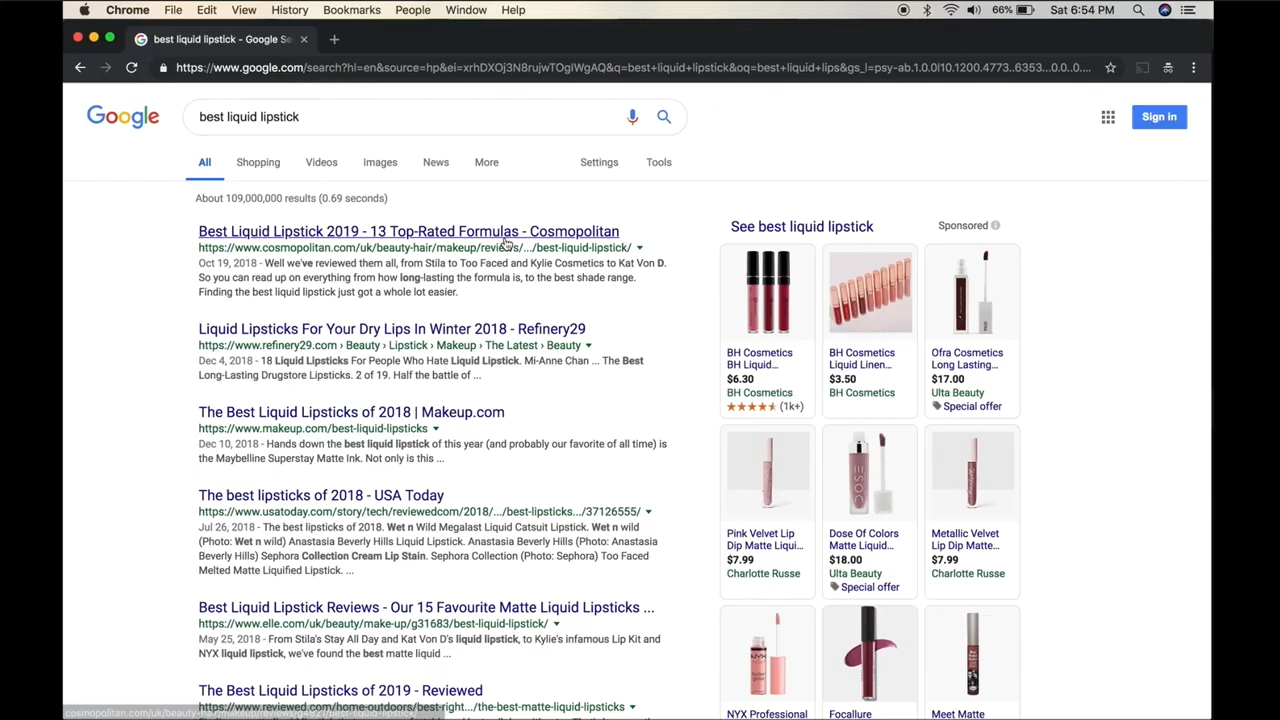 Chrome File Edit View History Bookmarks People Window Help 66% Sat 6:54 PM
best liquid lipstick - Google Se
https://www.google.com/search?hl=en&source=hp&ei=xrhDXOj3N8rujwTOgIWgAQ&q=best+liquid+lipstick&oq=best+liquid+lips&gs_l=psy-ab.1.0.0l10.1200.4773..6353...0.0..0....
Google best liquid lipstick Sign in
All Shopping Videos Images News More Settings Tools
About 109,000,000 results (0.69 seconds)
Best Liquid Lipstick 2019 - 13 Top-Rated Formulas - Cosmopolitan
https://www.cosmopolitan.com/uk/beauty-hair/makeup/reviews/.../best-liquid-lipstick/
Oct 19, 2018 - Well we've reviewed them all, from Stila to Too Faced and Kylie Cosmetics to Kat Von D.
So you can read up on everything from how long-lasting the formula is, to the best shade range.
Finding the best liquid lipstick just got a whole lot easier.
Liquid Lipsticks For Your Dry Lips In Winter 2018 - Refinery29
https://www.refinery29.com › Beauty › Lipstick › Makeup › The Latest › Beauty
Dec 4, 2018 - 18 Liquid Lipsticks For People Who Hate Liquid Lipstick. Mi-Anne Chan ... The Best
Long-Lasting Drugstore Lipsticks. 2 of 19. Half the battle of ...
The Best Liquid Lipsticks of 2018 | Makeup.com
https://www.makeup.com/best-liquid-lipsticks
Dec 10, 2018 - Hands down the best liquid lipstick of this year (and probably our favorite of all time) is
the Maybelline Superstay Matte Ink. Not only is this ...
The best lipsticks of 2018 - USA Today
https://www.usatoday.com/story/tech/reviewedcom/2018/.../best-lipsticks.../37126555/
Jul 26, 2018 - The best lipsticks of 2018. Wet n Wild Megalast Liquid Catsuit Lipstick. Wet n wild
(Photo: Wet n wild) Anastasia Beverly Hills Liquid Lipstick. Anastasia Beverly Hills (Photo: Anastasia
Beverly Hills) Sephora Collection Cream Lip Stain. Sephora Collection (Photo: Sephora) Too Faced
Melted Matte Liquified Lipstick. ...
Best Liquid Lipstick Reviews - Our 15 Favourite Matte Liquid Lipsticks ...
https://www.elle.com/uk/beauty/make-up/g31683/best-liquid-lipstick/
May 25, 2018 - From Stila's Stay All Day and Kat Von D's liquid lipstick, to Kylie's infamous Lip Kit and
NYX liquid lipstick, we've found the best matte liquid ...
The Best Liquid Lipsticks of 2019 - Reviewed
https://www.reviewed.com/home-outdoors/best-right.../the-best-matte-liquid-lipsticks
See best liquid lipstick Sponsored
BH Cosmetics
BH Liquid...
$6.30
BH Cosmetics
(1k+)
BH Cosmetics
Liquid Linen...
$3.50
BH Cosmetics
Ofra Cosmetics
Long Lasting...
$17.00
Ulta Beauty
Special offer
Pink Velvet Lip
Dip Matte Liqui...
$7.99
Charlotte Russe
Dose Of Colors
Matte Liquid...
$18.00
Ulta Beauty
Special offer
Metallic Velvet
Lip Dip Matte...
$7.99
Charlotte Russe
NYX Professional
Focallure
Meet Matte